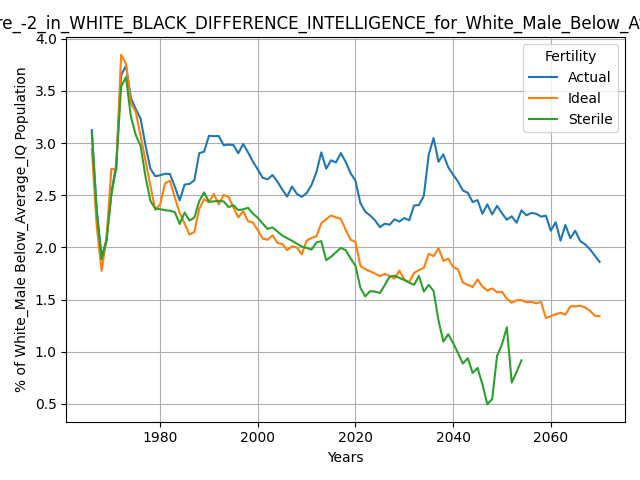 re_-2_in_WHITE_BLACK_DIFFERENCE_INTELLIGENCE_for_White_Male_Below_Av
% of White_Male Below_Average_IQ Population
4.0
3.5
3.0
2.5
2.0
1.5
1.0
0.5
Fertility
Actual
Ideal
Sterile
1980
2000
2020
2040
2060
Years